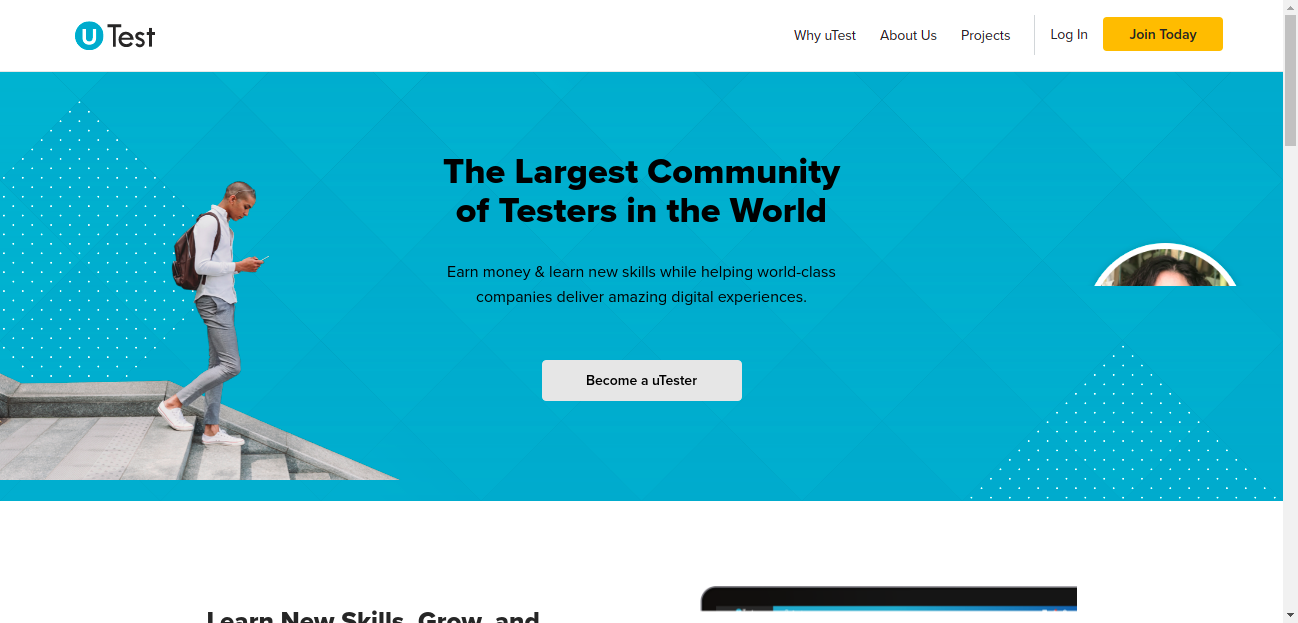 uTest
Why uTest
About Us
Projects
Log In
Join Today
The Largest Community
of Testers in the World
Earn money & learn new skills while helping world-class
companies deliver amazing digital experiences.
Become a uTester
Learn New Skills, Grow, and